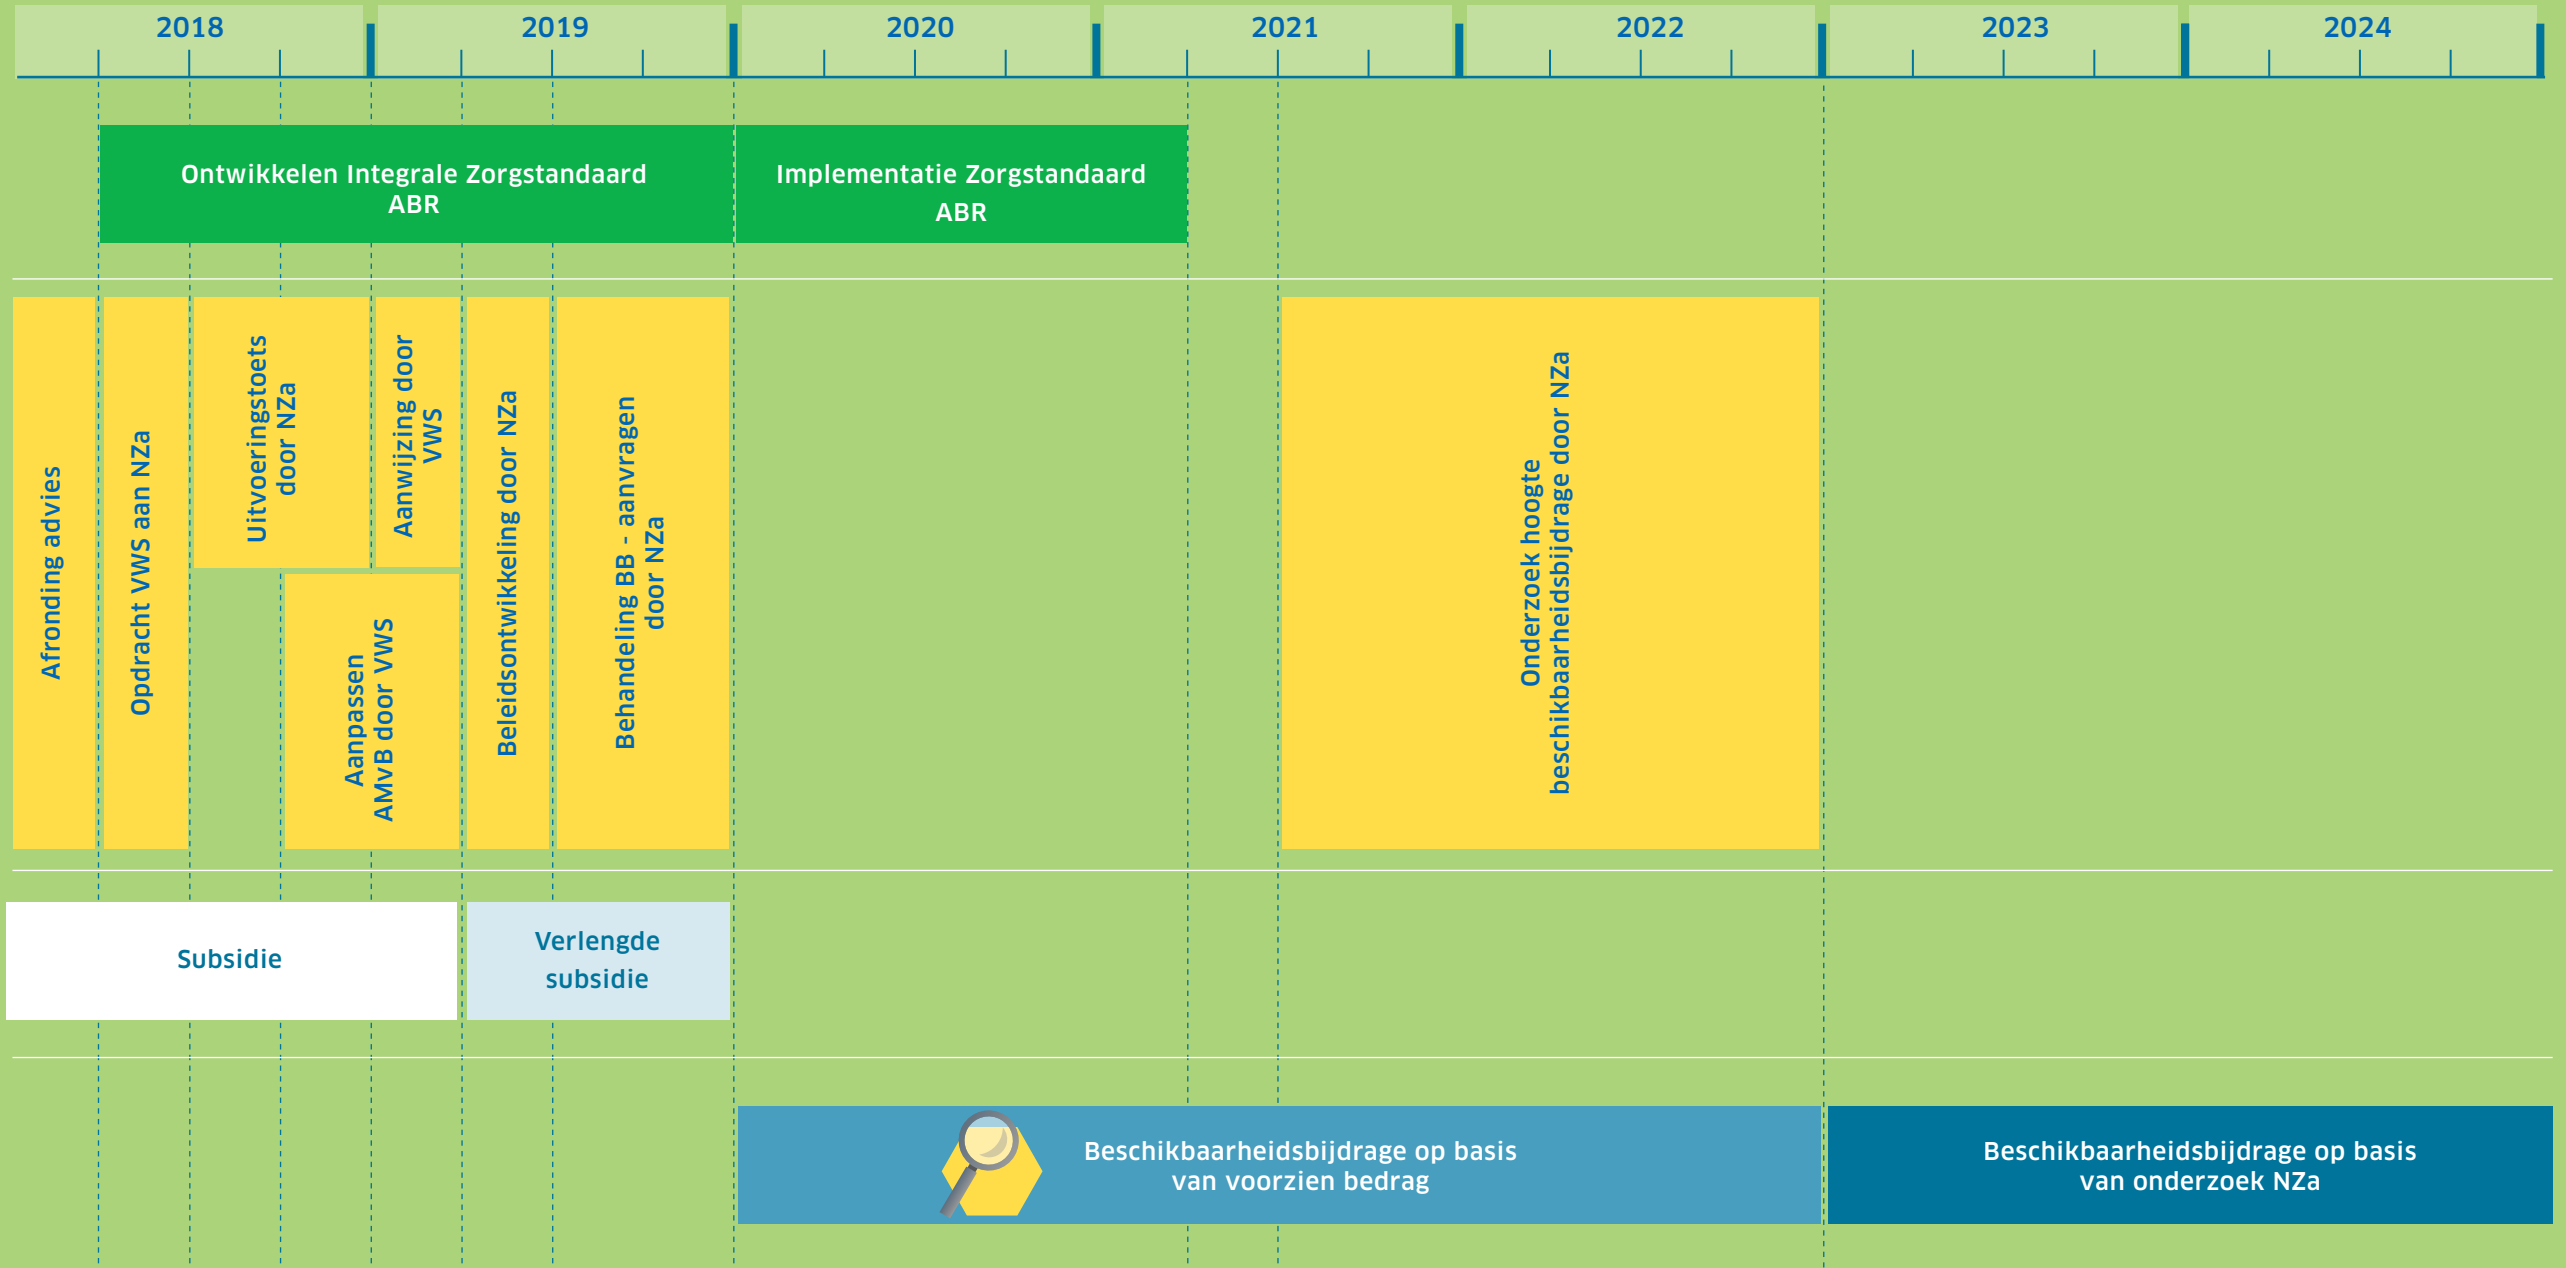 2018
2019
2020
2021
2022
2023
2024
Ontwikkelen Integrale Zorgstandaard
ABR
Implementatie Zorgstandaard
ABR
Afronding advies
Opdracht VWS aan NZa
Uitvoeringstoets
door NZa
Aanpassen
AMvB door VWS
Aanwijzing door
VWS
Beleidsontwikkeling door NZa
Behandeling BB - aanvragen
door NZa
Onderzoek hoogte
beschikbaarheidsbijdrage door NZa
Subsidie
Verlengde
subsidie
Beschikbaarheidsbijdrage op basis
van voorzien bedrag
Beschikbaarheidsbijdrage op basis
van onderzoek NZa